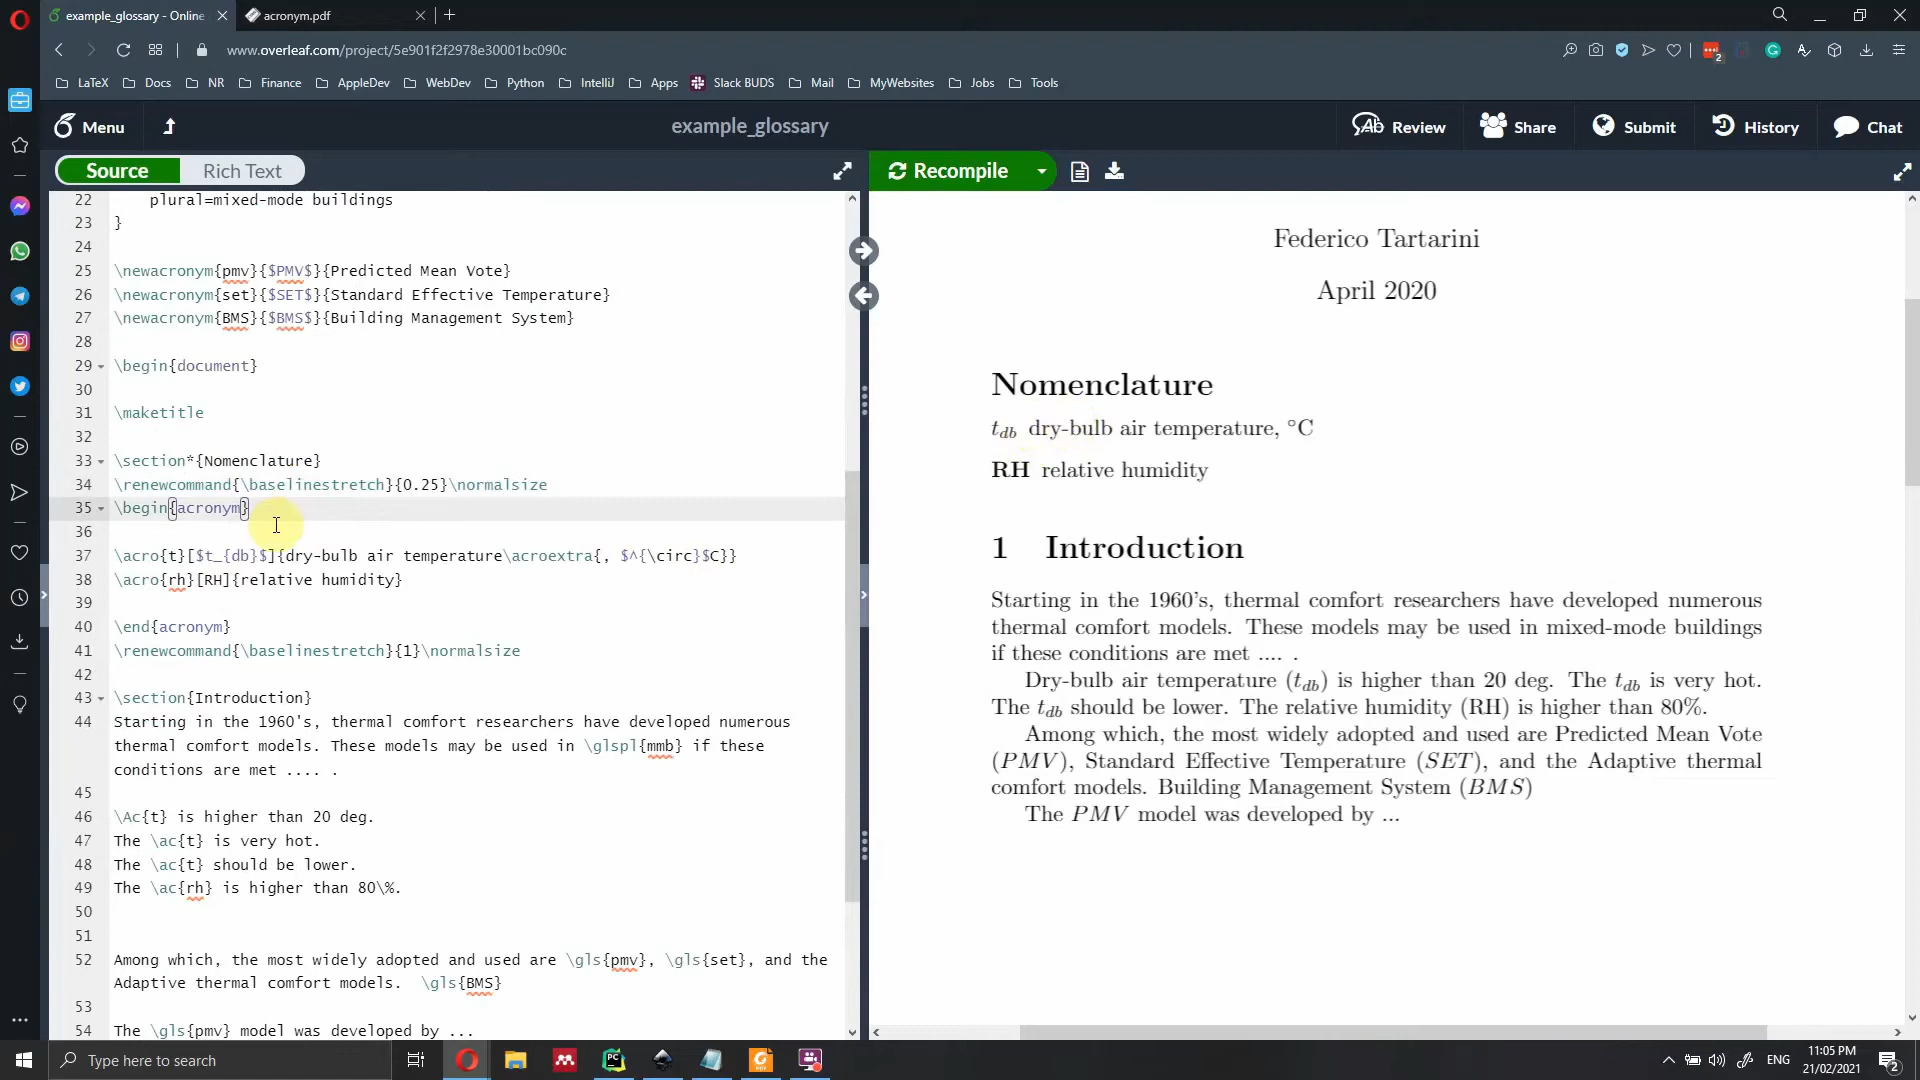 example_glossary - Online
acronym.pdf
www.overleaf.com/project/5e901f2f2978e30001bc090c
2
LaTeX Docs NR Finance AppleDev WebDev Python IntelliJ Apps Slack BUDS Mail MyWebsites Jobs Tools
Menu
example_glossary
Review Share Submit History Chat
Source Rich Text
Recompile
22 plural=mixed-mode buildings
23 }
24
25 \newacronym{pmv}{$PMV$}{Predicted Mean Vote}
26 \newacronym{set}{$SET$}{Standard Effective Temperature}
27 \newacronym{BMS}{$BMS$}{Building Management System}
28
29 \begin{document}
30
31 \maketitle
32
33 \section*{Nomenclature}
34 \renewcommand{\baselinestretch}{0.25}\normalsize
35 \begin{acronym}
36
37 \acro{t}[$t_{db}$]{dry-bulb air temperature\acroextra{, $^{\circ}$C}}
38 \acro{rh}[RH]{relative humidity}
39
40 \end{acronym}
41 \renewcommand{\baselinestretch}{1}\normalsize
42
43 \section{Introduction}
44 Starting in the 1960's, thermal comfort researchers have developed numerous
thermal comfort models. These models may be used in \glspl{mmb} if these
conditions are met .... .
45
46 \Ac{t} is higher than 20 deg.
47 The \ac{t} is very hot.
48 The \ac{t} should be lower.
49 The \ac{rh} is higher than 80\%.
50
51
52 Among which, the most widely adopted and used are \gls{pmv}, \gls{set}, and the
Adaptive thermal comfort models.  \gls{BMS}
53
54 The \gls{pmv} model was developed by ...
Federico Tartarini
April 2020
Nomenclature
t_db dry-bulb air temperature, °C
RH relative humidity
1 Introduction
Starting in the 1960's, thermal comfort researchers have developed numerous
thermal comfort models. These models may be used in mixed-mode buildings
if these conditions are met .... .
Dry-bulb air temperature (t_db) is higher than 20 deg. The t_db is very hot.
The t_db should be lower. The relative humidity (RH) is higher than 80%.
Among which, the most widely adopted and used are Predicted Mean Vote
(PMV), Standard Effective Temperature (SET), and the Adaptive thermal
comfort models. Building Management System (BMS)
The PMV model was developed by ...
Type here to search
ENG
11:05 PM
21/02/2021
2